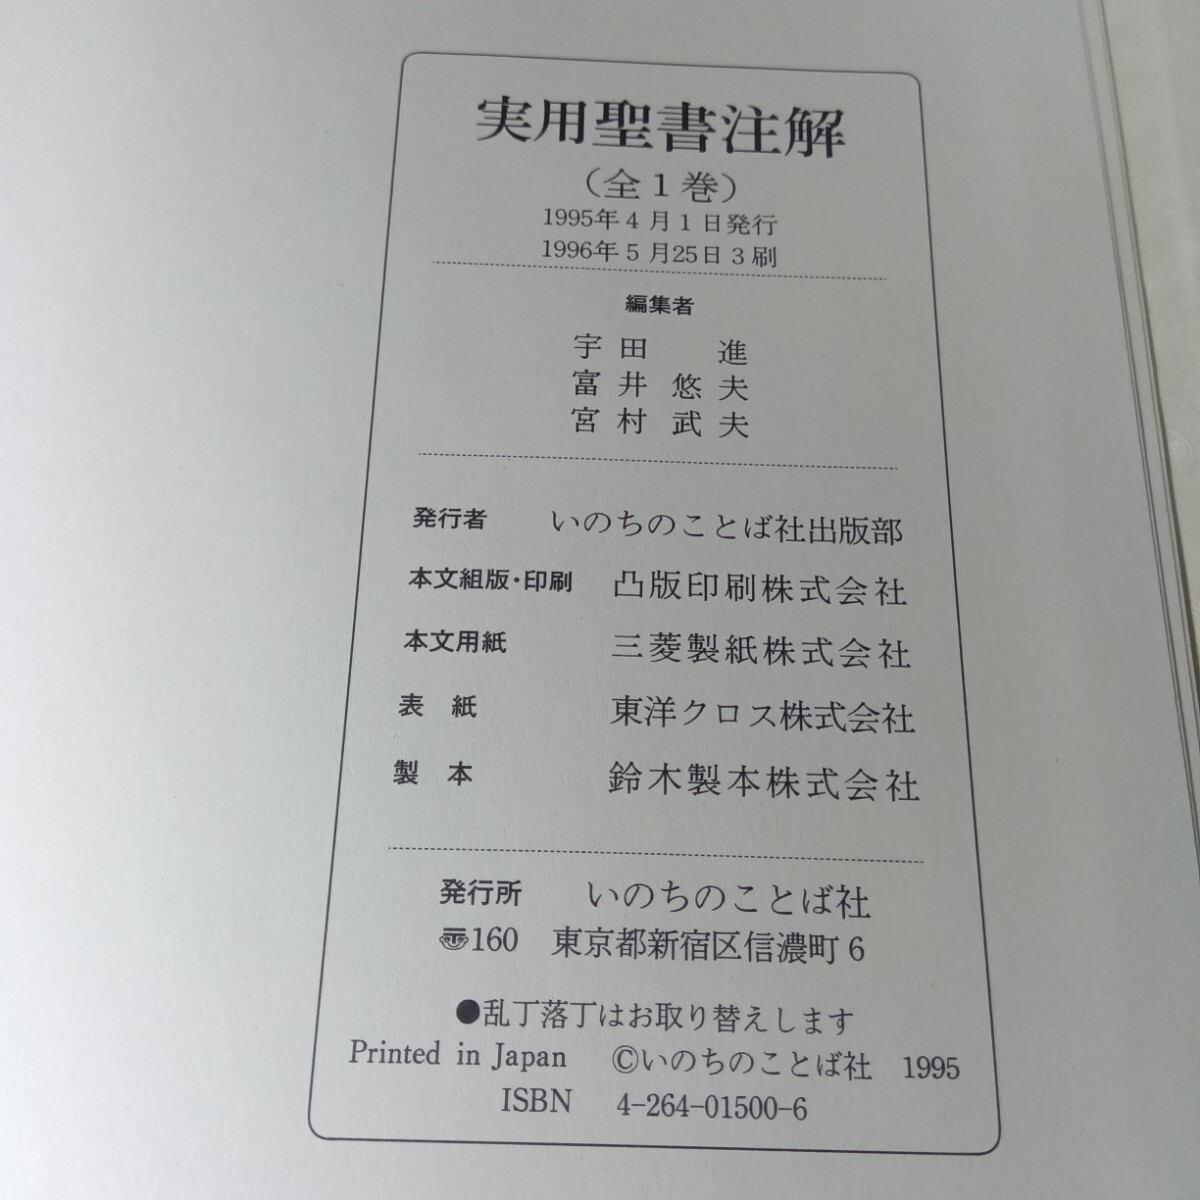 実用聖書注解
（全1巻）
1995年4月1日発行
1996年5月25日3刷
編集者
宇田 進
富井悠夫
宮村武夫
発行者 いのちのことば社出版部
本文組版・印刷 凸版印刷株式会社
本文用紙 三菱製紙株式会社
表紙 東洋クロス株式会社
製本 鈴木製本株式会社
発行所 いのちのことば社
〠160 東京都新宿区信濃町6
●乱丁落丁はお取り替えします
Printed in Japan ©いのちのことば社 1995
ISBN 4-264-01500-6